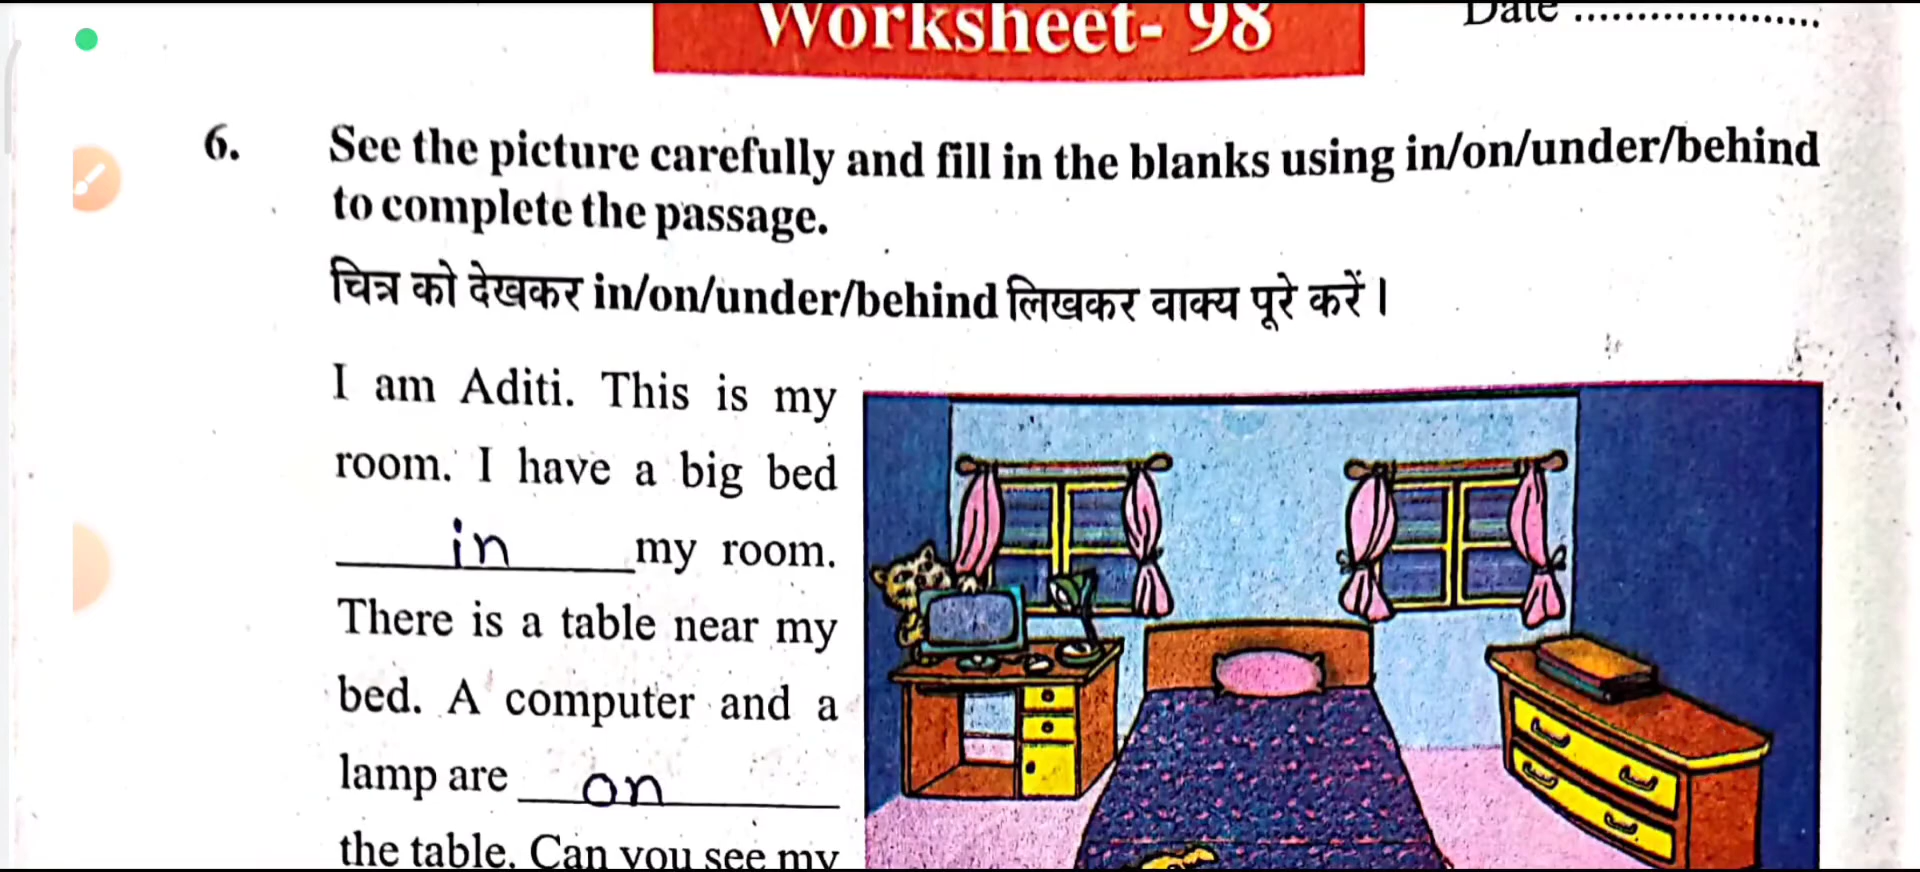 Worksheet- 98
Date ....................
6. See the picture carefully and fill in the blanks using in/on/under/behind
to complete the passage.
चित्र को देखकर in/on/under/behind लिखकर वाक्य पूरे करें।
I am Aditi. This is my
room. I have a big bed
in my room.
There is a table near my
bed. A computer and a
lamp are on
the table. Can you see my